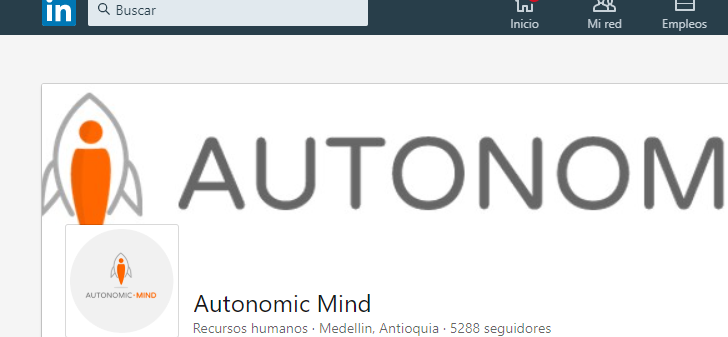 in
Buscar
Inicio
Mi red
Empleos
AUTONOM
AUTONOMIC·MIND
Autonomic Mind
Recursos humanos · Medellin, Antioquia · 5288 seguidores